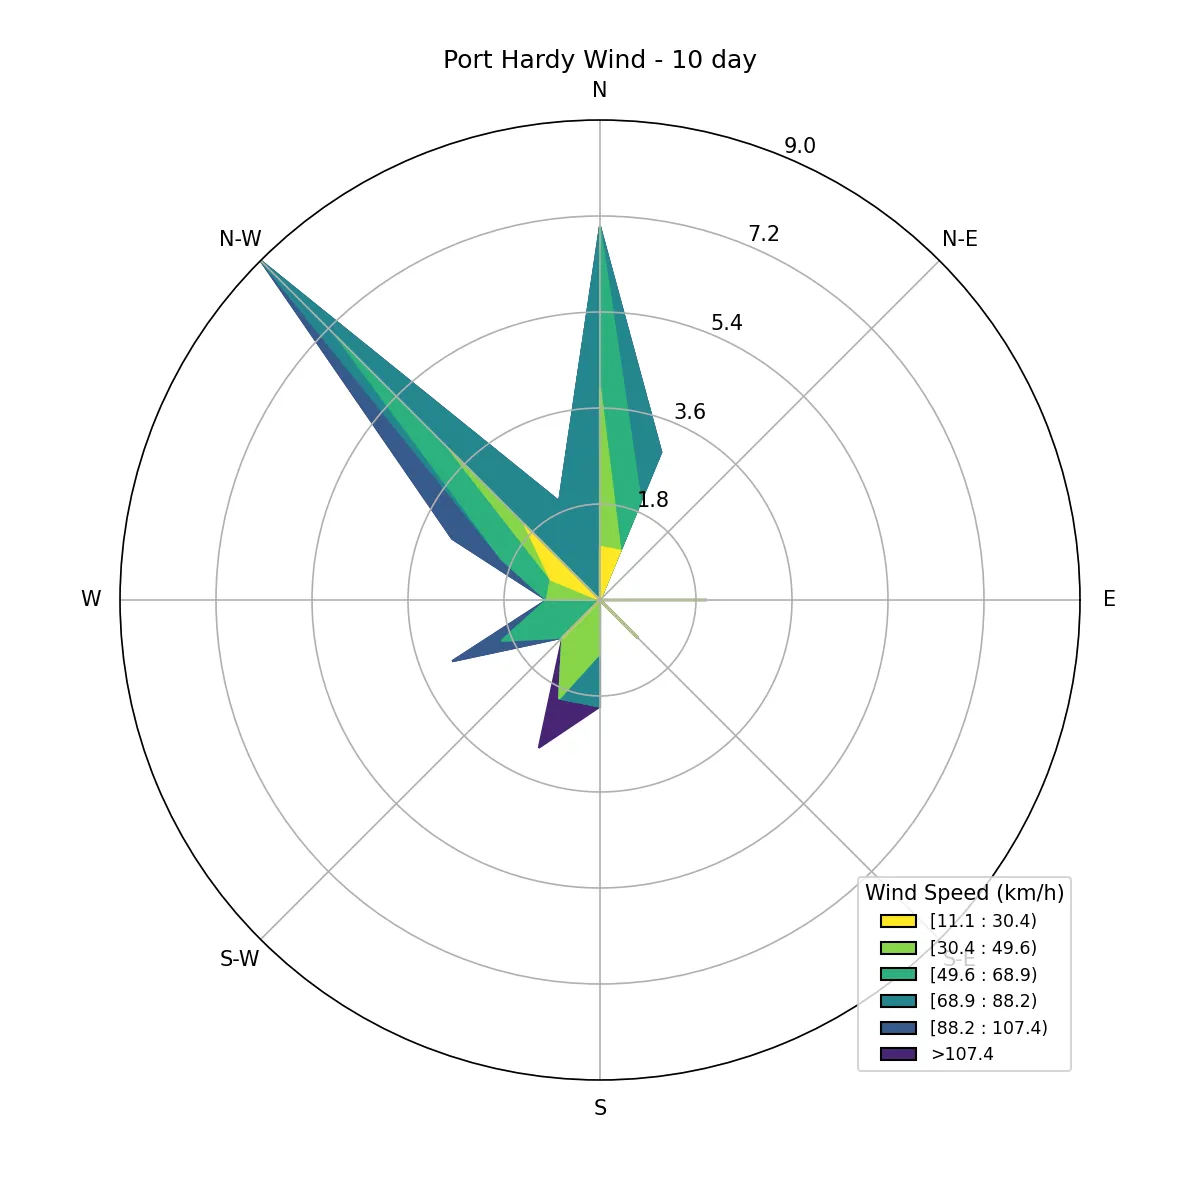 Port Hardy Wind - 10 day
N
9.0
N-W
7.2
N-E
5.4
3.6
1.8
W
E
S-W
S-E
S
Wind Speed (km/h)
[11.1 : 30.4)
[30.4 : 49.6)
[49.6 : 68.9)
[68.9 : 88.2)
[88.2 : 107.4)
>107.4